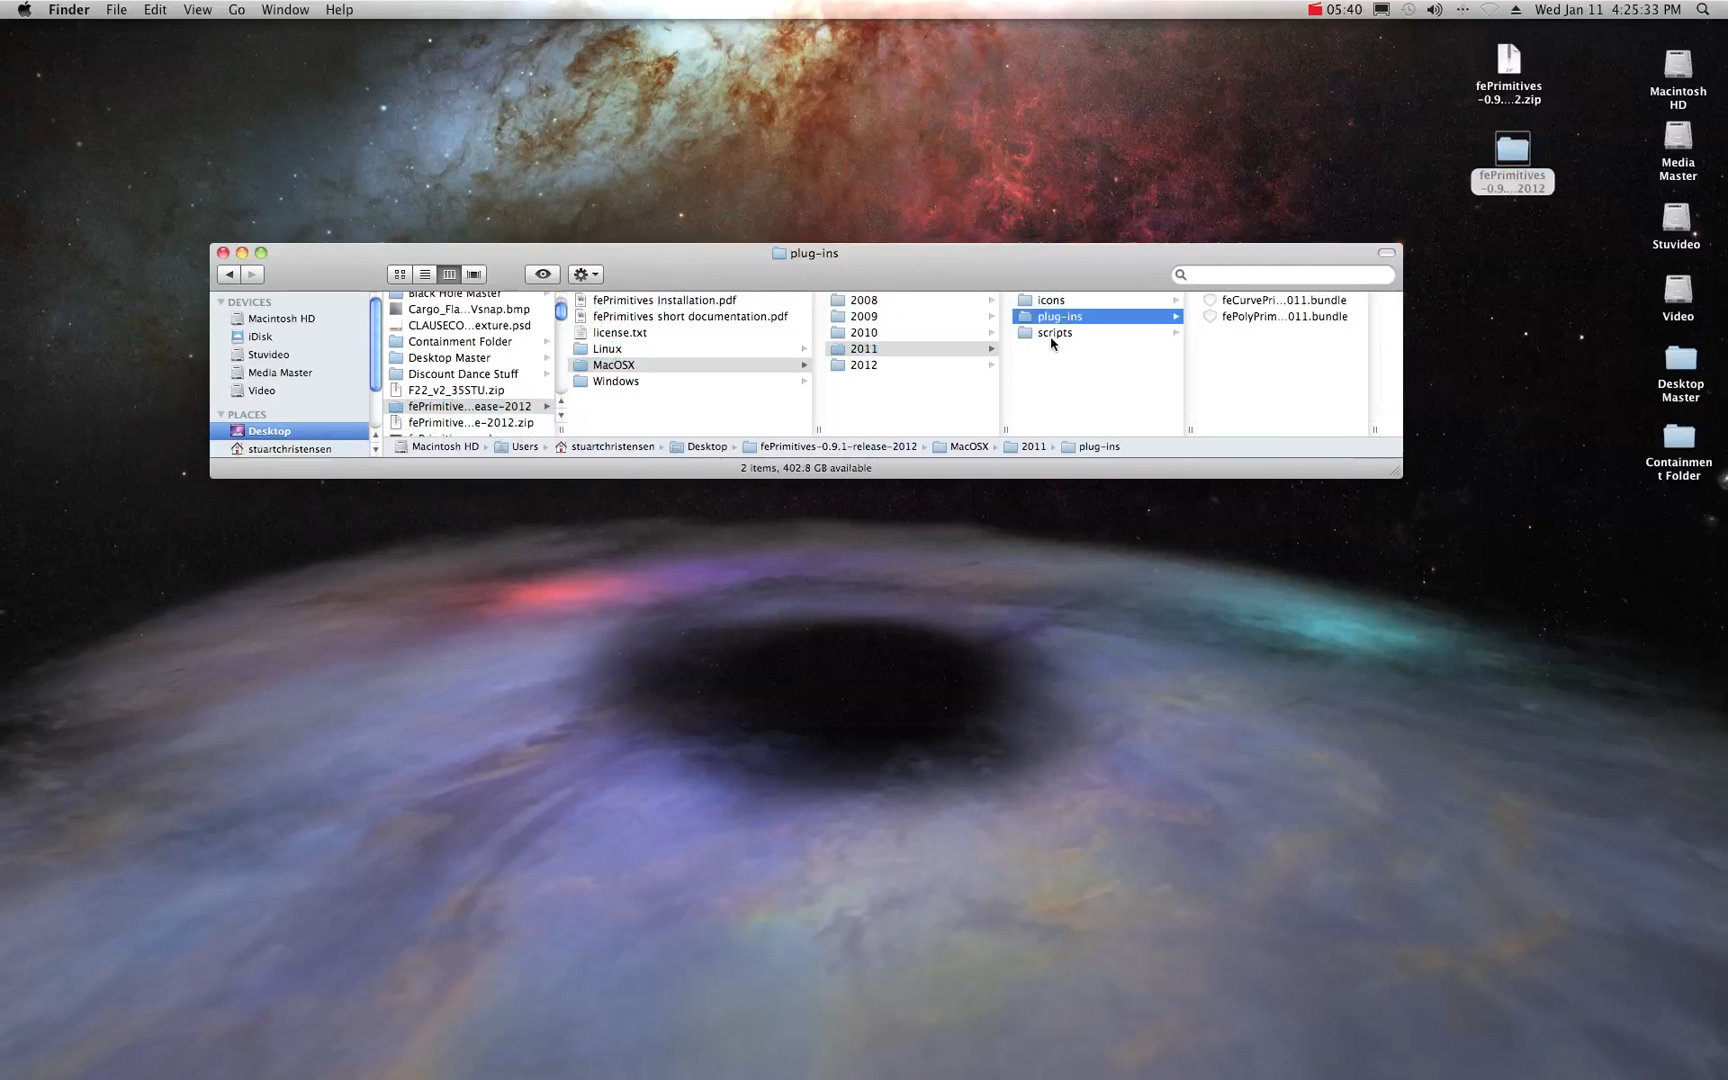 Finder File Edit View Go Window Help 05:40 Wed Jan 11 4:25:33 PM
fePrimitives
-0.9....2.zip
fePrimitives
-0.9....2012
Macintosh
HD
Media
Master
Stuvideo
Video
Desktop
Master
Containmen
t Folder
plug-ins
DEVICES
Macintosh HD
iDisk
Stuvideo
Media Master
Video
PLACES
Desktop
stuartchristensen
Black Hole Master
Cargo_Fla...Vsnap.bmp
CLAUSECO...exture.psd
Containment Folder
Desktop Master
Discount Dance Stuff
F22_v2_35STU.zip
fePrimitive...ease-2012
fePrimitive...e-2012.zip
fePrimitives Installation.pdf
fePrimitives short documentation.pdf
license.txt
Linux
MacOSX
Windows
2008
2009
2010
2011
2012
icons
plug-ins
scripts
feCurvePri...011.bundle
fePolyPrim...011.bundle
Macintosh HD Users stuartchristensen Desktop fePrimitives-0.9.1-release-2012 MacOSX 2011 plug-ins
2 items, 402.8 GB available